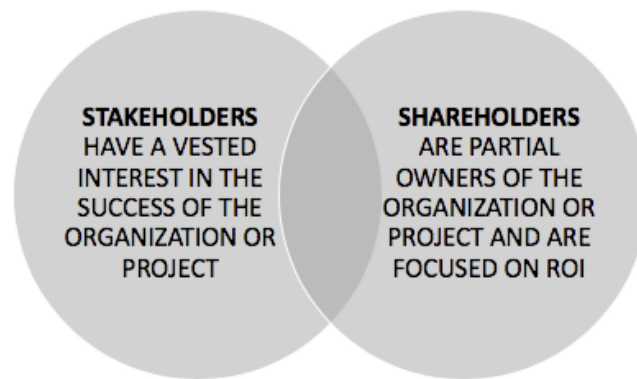 STAKEHOLDERS
HAVE A VESTED
INTEREST IN THE
SUCCESS OF THE
ORGANIZATION OR
PROJECT
SHAREHOLDERS
ARE PARTIAL
OWNERS OF THE
ORGANIZATION OR
PROJECT AND ARE
FOCUSED ON ROI